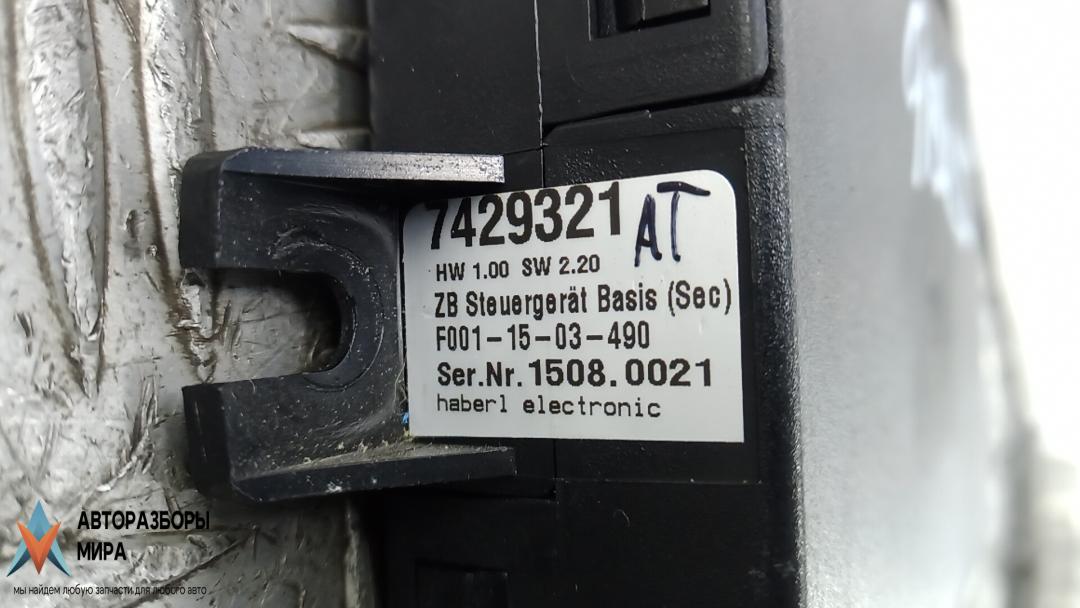 7429321 AT
HW 1.00 SW 2.20
ZB Steuergerät Basis (Sec)
F001-15-03-490
Ser.Nr. 1508.0021
haberl electronic
АВТОРАЗБОРЫ
МИРА
мы найдем любую запчасти для любого авто